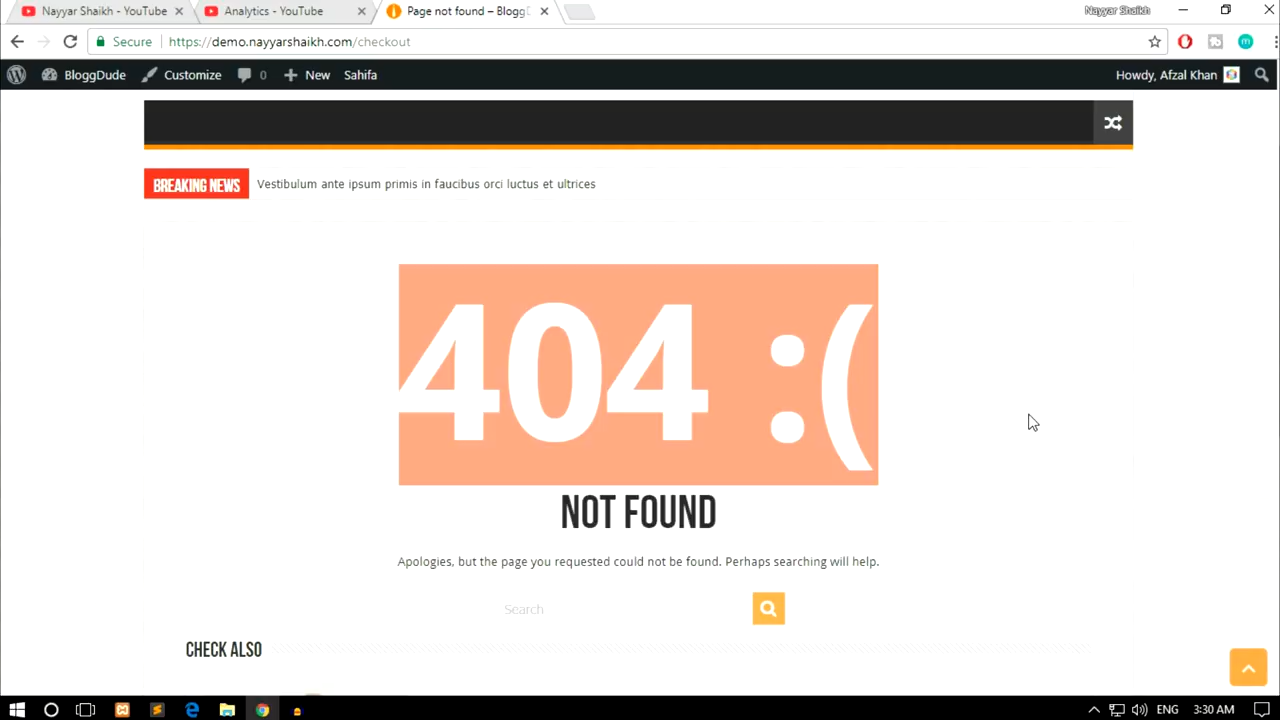 Nayyar Shaikh - YouTube
Analytics - YouTube
Page not found – Blogg
Nayyar Shaikh
Secure
https://demo.nayyarshaikh.com/checkout
BloggDude
Customize
0
New
Sahifa
Howdy, Afzal Khan
BREAKING NEWS
Vestibulum ante ipsum primis in faucibus orci luctus et ultrices
404 :(
NOT FOUND
Apologies, but the page you requested could not be found. Perhaps searching will help.
Search
CHECK ALSO
ENG
3:30 AM